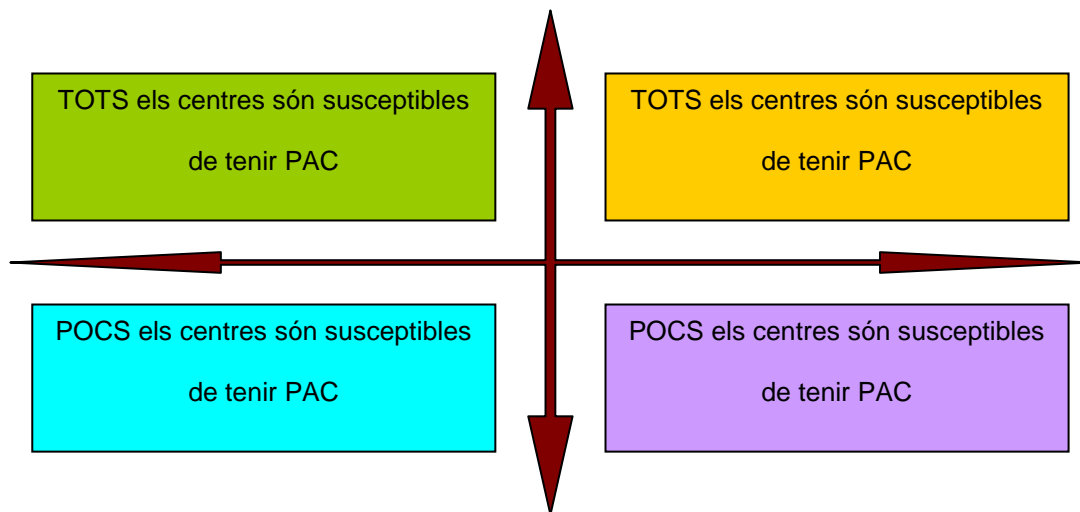 TOTS els centres són susceptibles
de tenir PAC
TOTS els centres són susceptibles
de tenir PAC
POCS els centres són susceptibles
de tenir PAC
POCS els centres són susceptibles
de tenir PAC